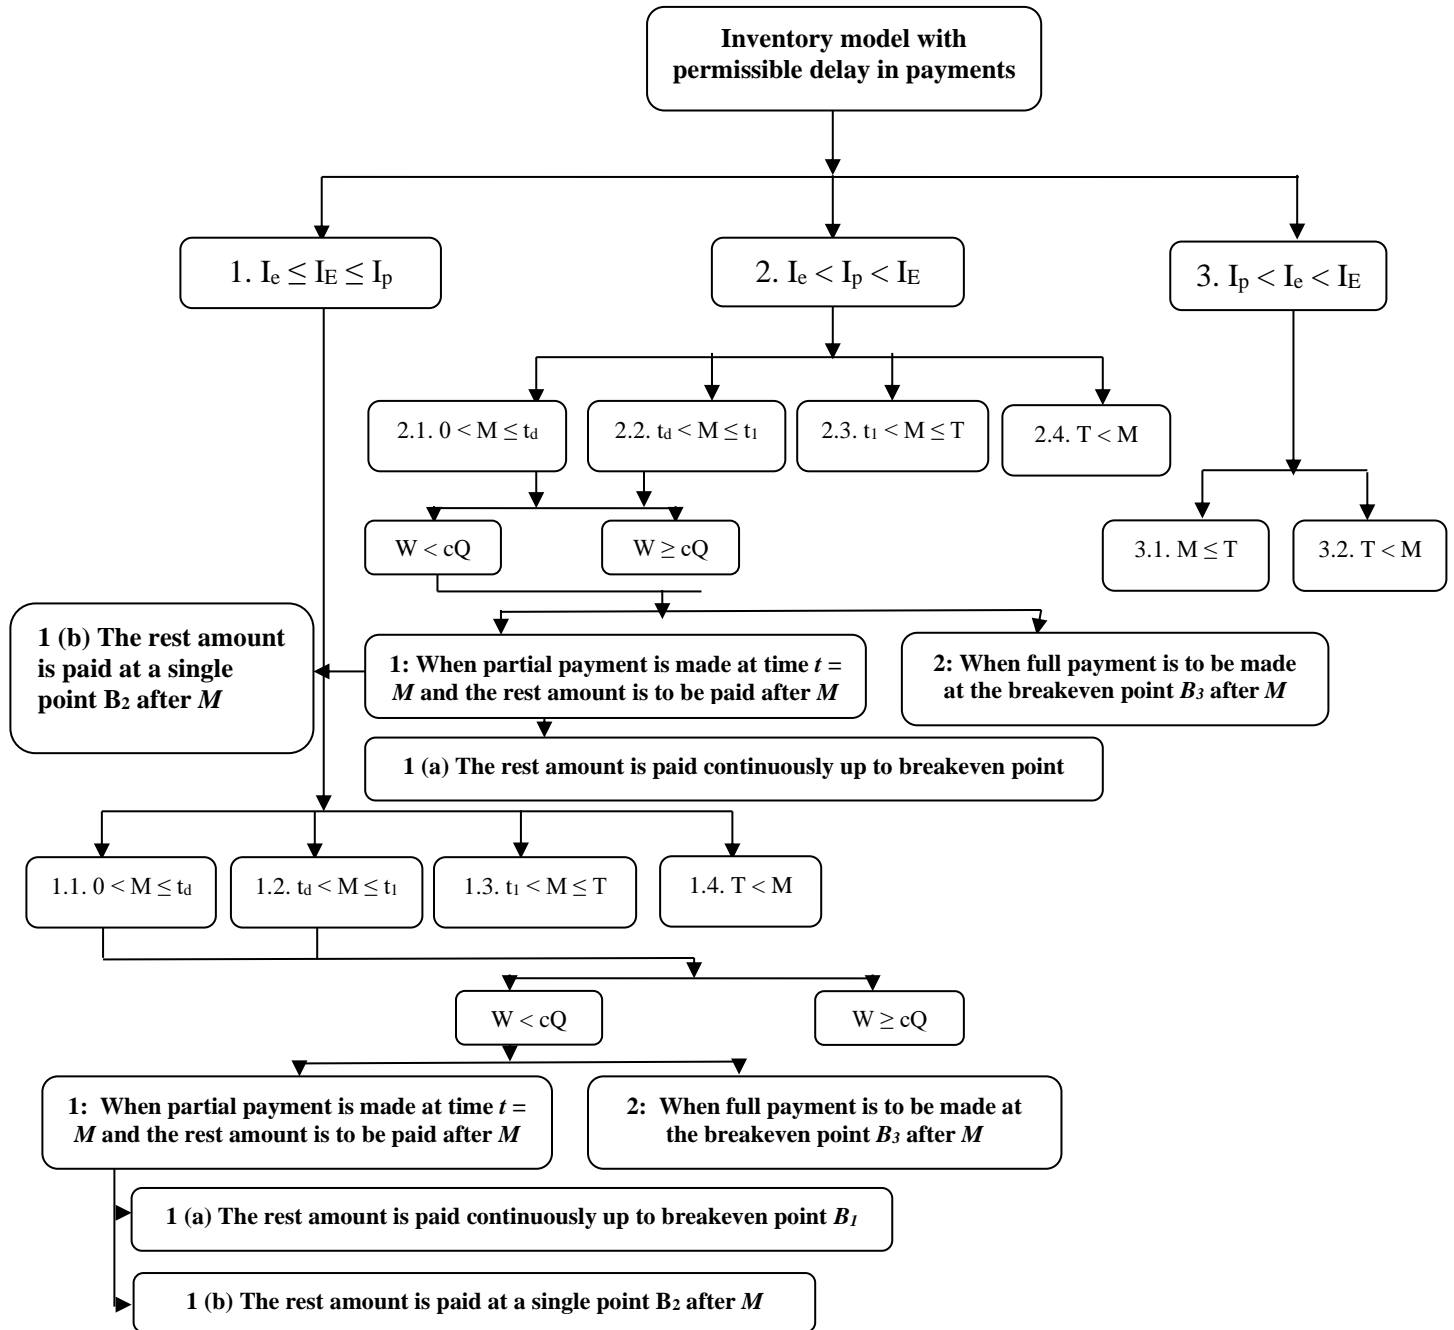 Inventory model with
permissible delay in payments
1. Iₑ ≤ I_E ≤ Iₚ
2. Iₑ < Iₚ < I_E
3. Iₚ < Iₑ < I_E
2.1. 0 < M ≤ t_d
2.2. t_d < M ≤ t₁
2.3. t₁ < M ≤ T
2.4. T < M
W < cQ
W ≥ cQ
3.1. M ≤ T
3.2. T < M
1 (b) The rest amount
is paid at a single
point B₂ after M
1: When partial payment is made at time t =
M and the rest amount is to be paid after M
2: When full payment is to be made
at the breakeven point B₃ after M
1 (a) The rest amount is paid continuously up to breakeven point
1.1. 0 < M ≤ t_d
1.2. t_d < M ≤ t₁
1.3. t₁ < M ≤ T
1.4. T < M
W < cQ
W ≥ cQ
1: When partial payment is made at time t =
M and the rest amount is to be paid after M
2: When full payment is to be made at
the breakeven point B₃ after M
1 (a) The rest amount is paid continuously up to breakeven point B₁
1 (b) The rest amount is paid at a single point B₂ after M